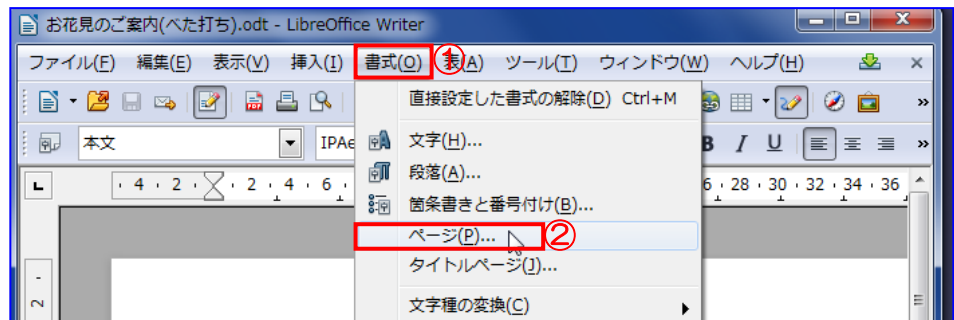 お花見のご案内(べた打ち).odt - LibreOffice Writer
ファイル(F) 編集(E) 表示(V) 挿入(I) 書式(O) ① 表(A) ツール(T) ウィンドウ(W) ヘルプ(H)
直接設定した書式の解除(D) Ctrl+M
本文 IPAe
文字(H)...
B I U
段落(A)...
4 2 2 4 6 6 28 30 32 34 36
箇条書きと番号付け(B)...
ページ(P)... ②
タイトルページ(J)...
2
文字種の変換(C)